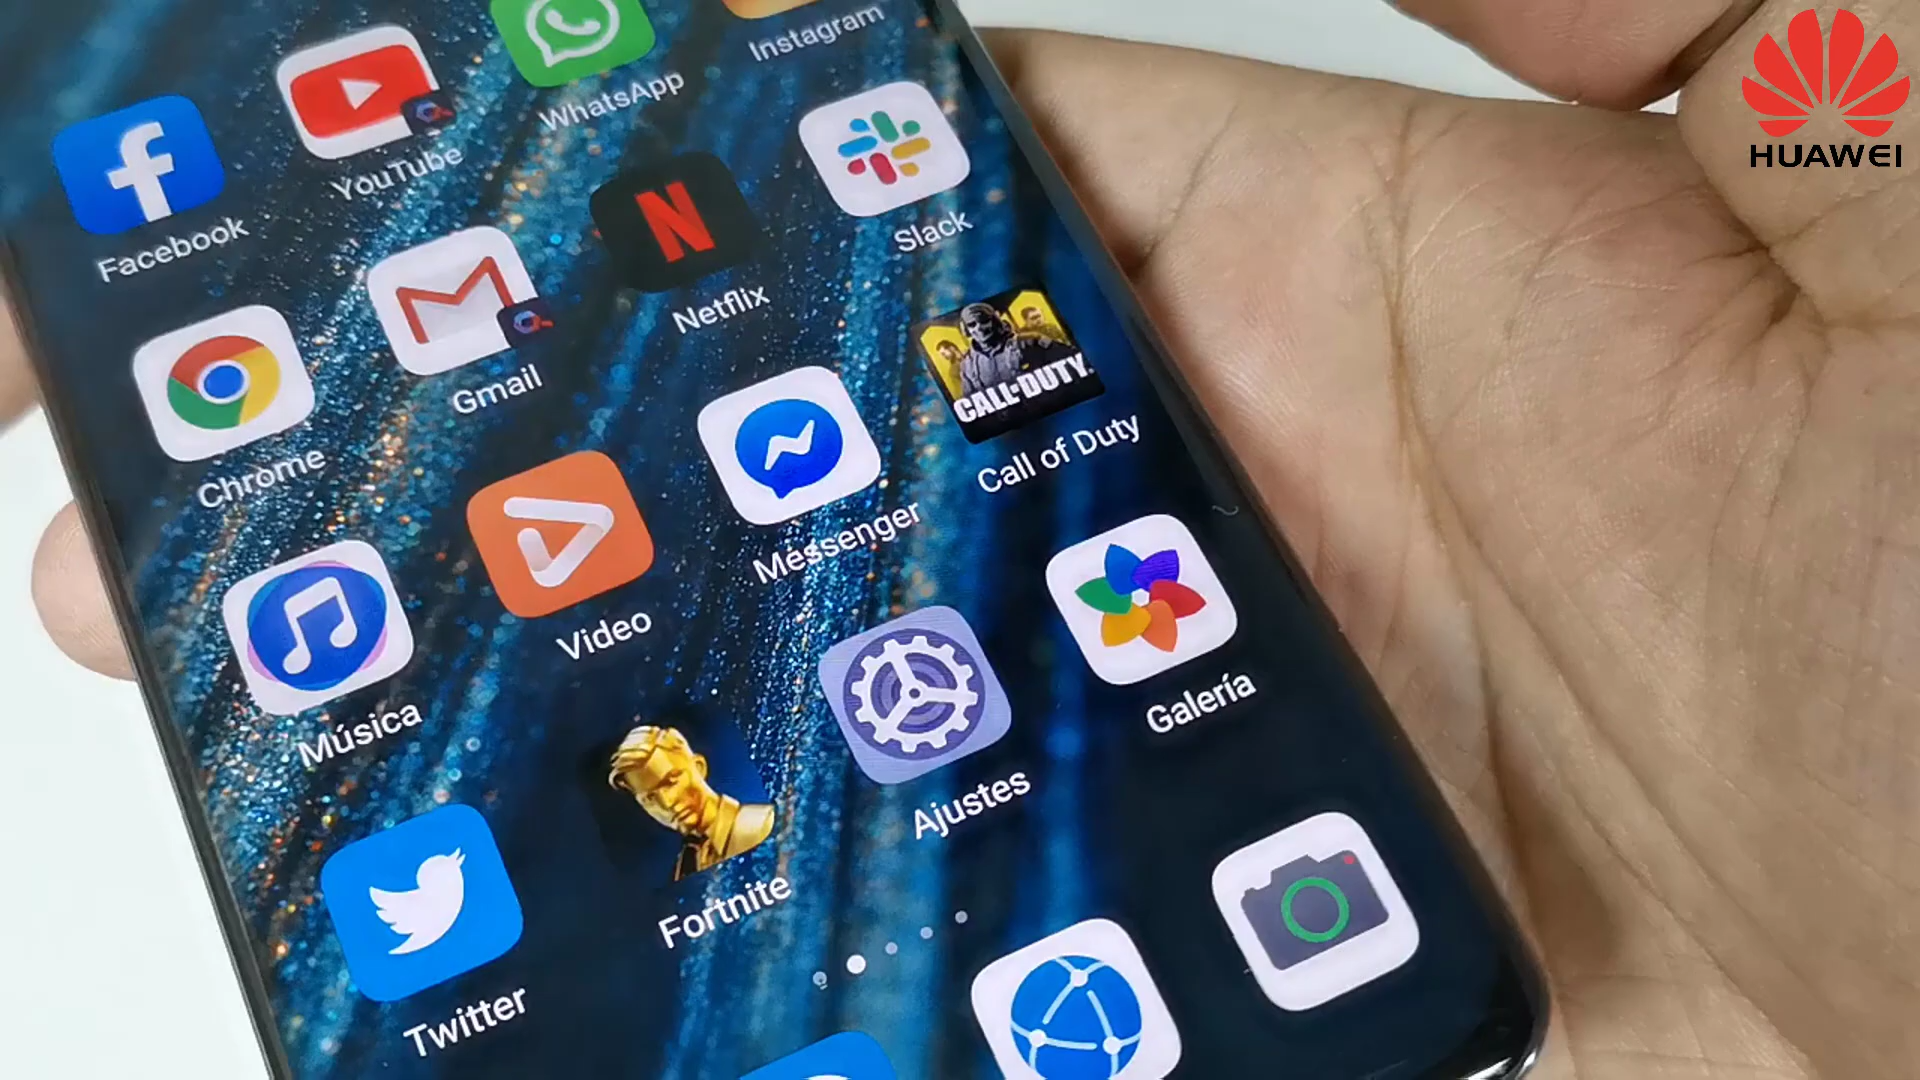 Facebook
YouTube
WhatsApp
Instagram
Chrome
Gmail
Netflix
Slack
Música
Video
Messenger
CALL OF DUTY
Call of Duty
Twitter
Fortnite
Ajustes
Galería
HUAWEI